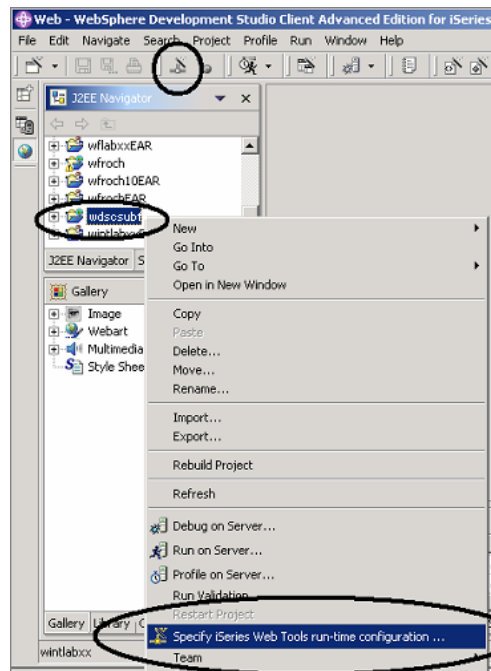 Web - WebSphere Development Studio Client Advanced Edition for iSeries
File Edit Navigate Search Project Profile Run Window Help
J2EE Navigator
wflabxxEAR
wfroch
wfroch10EAR
wfrochEAR
wdscsubf
J2EE Navigator
Gallery
Image
Webart
Multimedia
Style Shee
Gallery Library
wintlabxx
New
Go Into
Go To
Open in New Window
Copy
Paste
Delete...
Move...
Rename...
Import...
Export...
Rebuild Project
Refresh
Debug on Server...
Run on Server...
Profile on Server...
Run Validation
Restart Project
Specify iSeries Web Tools run-time configuration ...
Team